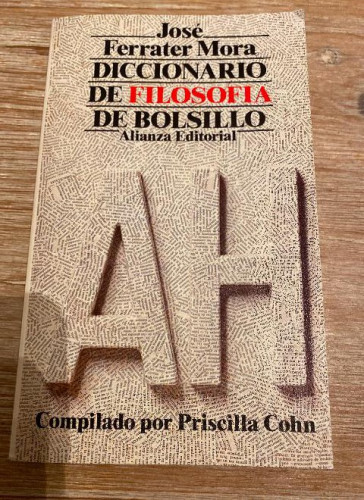 José
Ferrater Mora
DICCIONARIO
DE FILOSOFIA
DE BOLSILLO
Alianza Editorial
AH
Compilado por Priscilla Cohn